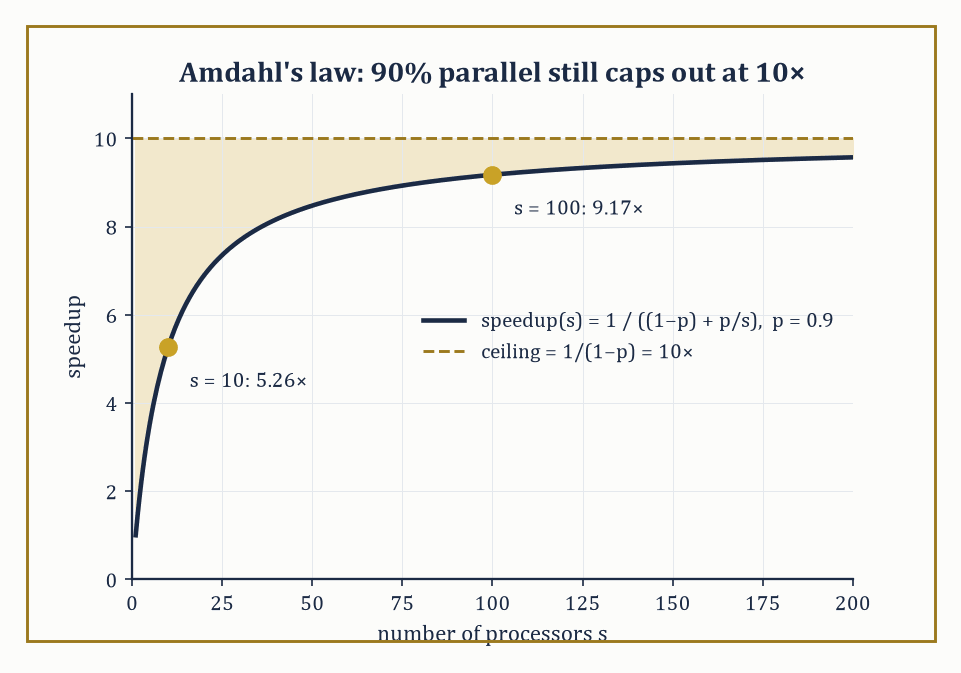 Amdahl's law: 90% parallel still caps out at 10×
speedup
10
8
6
4
2
0
s = 100: 9.17×
speedup(s) = 1 / ((1−p) + p/s),  p = 0.9
ceiling = 1/(1−p) = 10×
s = 10: 5.26×
0 25 50 75 100 125 150 175 200
number of processors s